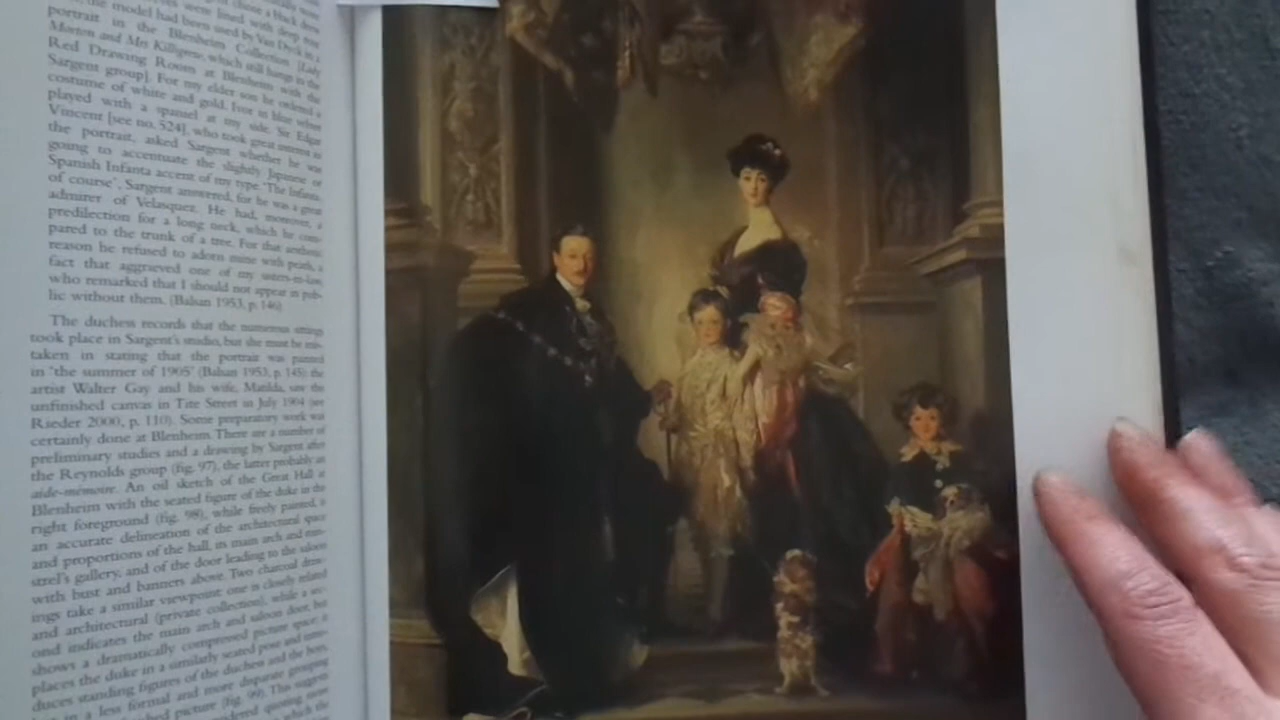 the model had been used by Van Dyck in a
portrait in the Blenheim Collection [Lady
Morton and Mrs Killigrew, which still hangs in the
Red Drawing Room at Blenheim with the
Sargent group]. For my elder son he ordered a
costume of white and gold. Ivor in blue velvet
played with a spaniel at my side. Sir Edgar
Vincent [see no. 524], who took great interest in
the portrait, asked Sargent whether he was
going to accentuate the slightly Japanese or
Spanish Infanta accent of my type. 'The Infanta,
of course', Sargent answered, for he was a great
admirer of Velasquez. He had, moreover, a
predilection for a long neck, which he com-
pared to the trunk of a tree. For that aesthetic
reason he refused to adorn mine with pearls, a
fact that aggrieved one of my sisters-in-law,
who remarked that I should not appear in pub-
lic without them. (Balsan 1953, p. 146)
The duchess records that the numerous sittings
took place in Sargent's studio, but she must be mis-
taken in stating that the portrait was painted
in 'the summer of 1905' (Balsan 1953, p. 145): the
artist Walter Gay and his wife, Matilda, saw the
unfinished canvas in Tite Street in July 1904 (see
Rieder 2000, p. 110). Some preparatory work was
certainly done at Blenheim. There are a number of
preliminary studies and a drawing by Sargent after
the Reynolds group (fig. 97), the latter probably an
aide-mémoire. An oil sketch of the Great Hall at
Blenheim with the seated figure of the duke in the
right foreground (fig. 98), while freely painted, is
an accurate delineation of the architectural space
and proportions of the hall, its main arch and min-
strel's gallery, and of the door leading to the saloon
with bust and banners above. Two charcoal draw-
ings take a similar viewpoint: one is closely related
and architectural (private collection), while a sec-
ond indicates the main arch and saloon door, but
shows a dramatically compressed picture space; it
places the duke in a similarly seated pose and intro-
duces standing figures of the duchess and the boys,
in a less formal and more disparate grouping
(fig. 99). This suggests